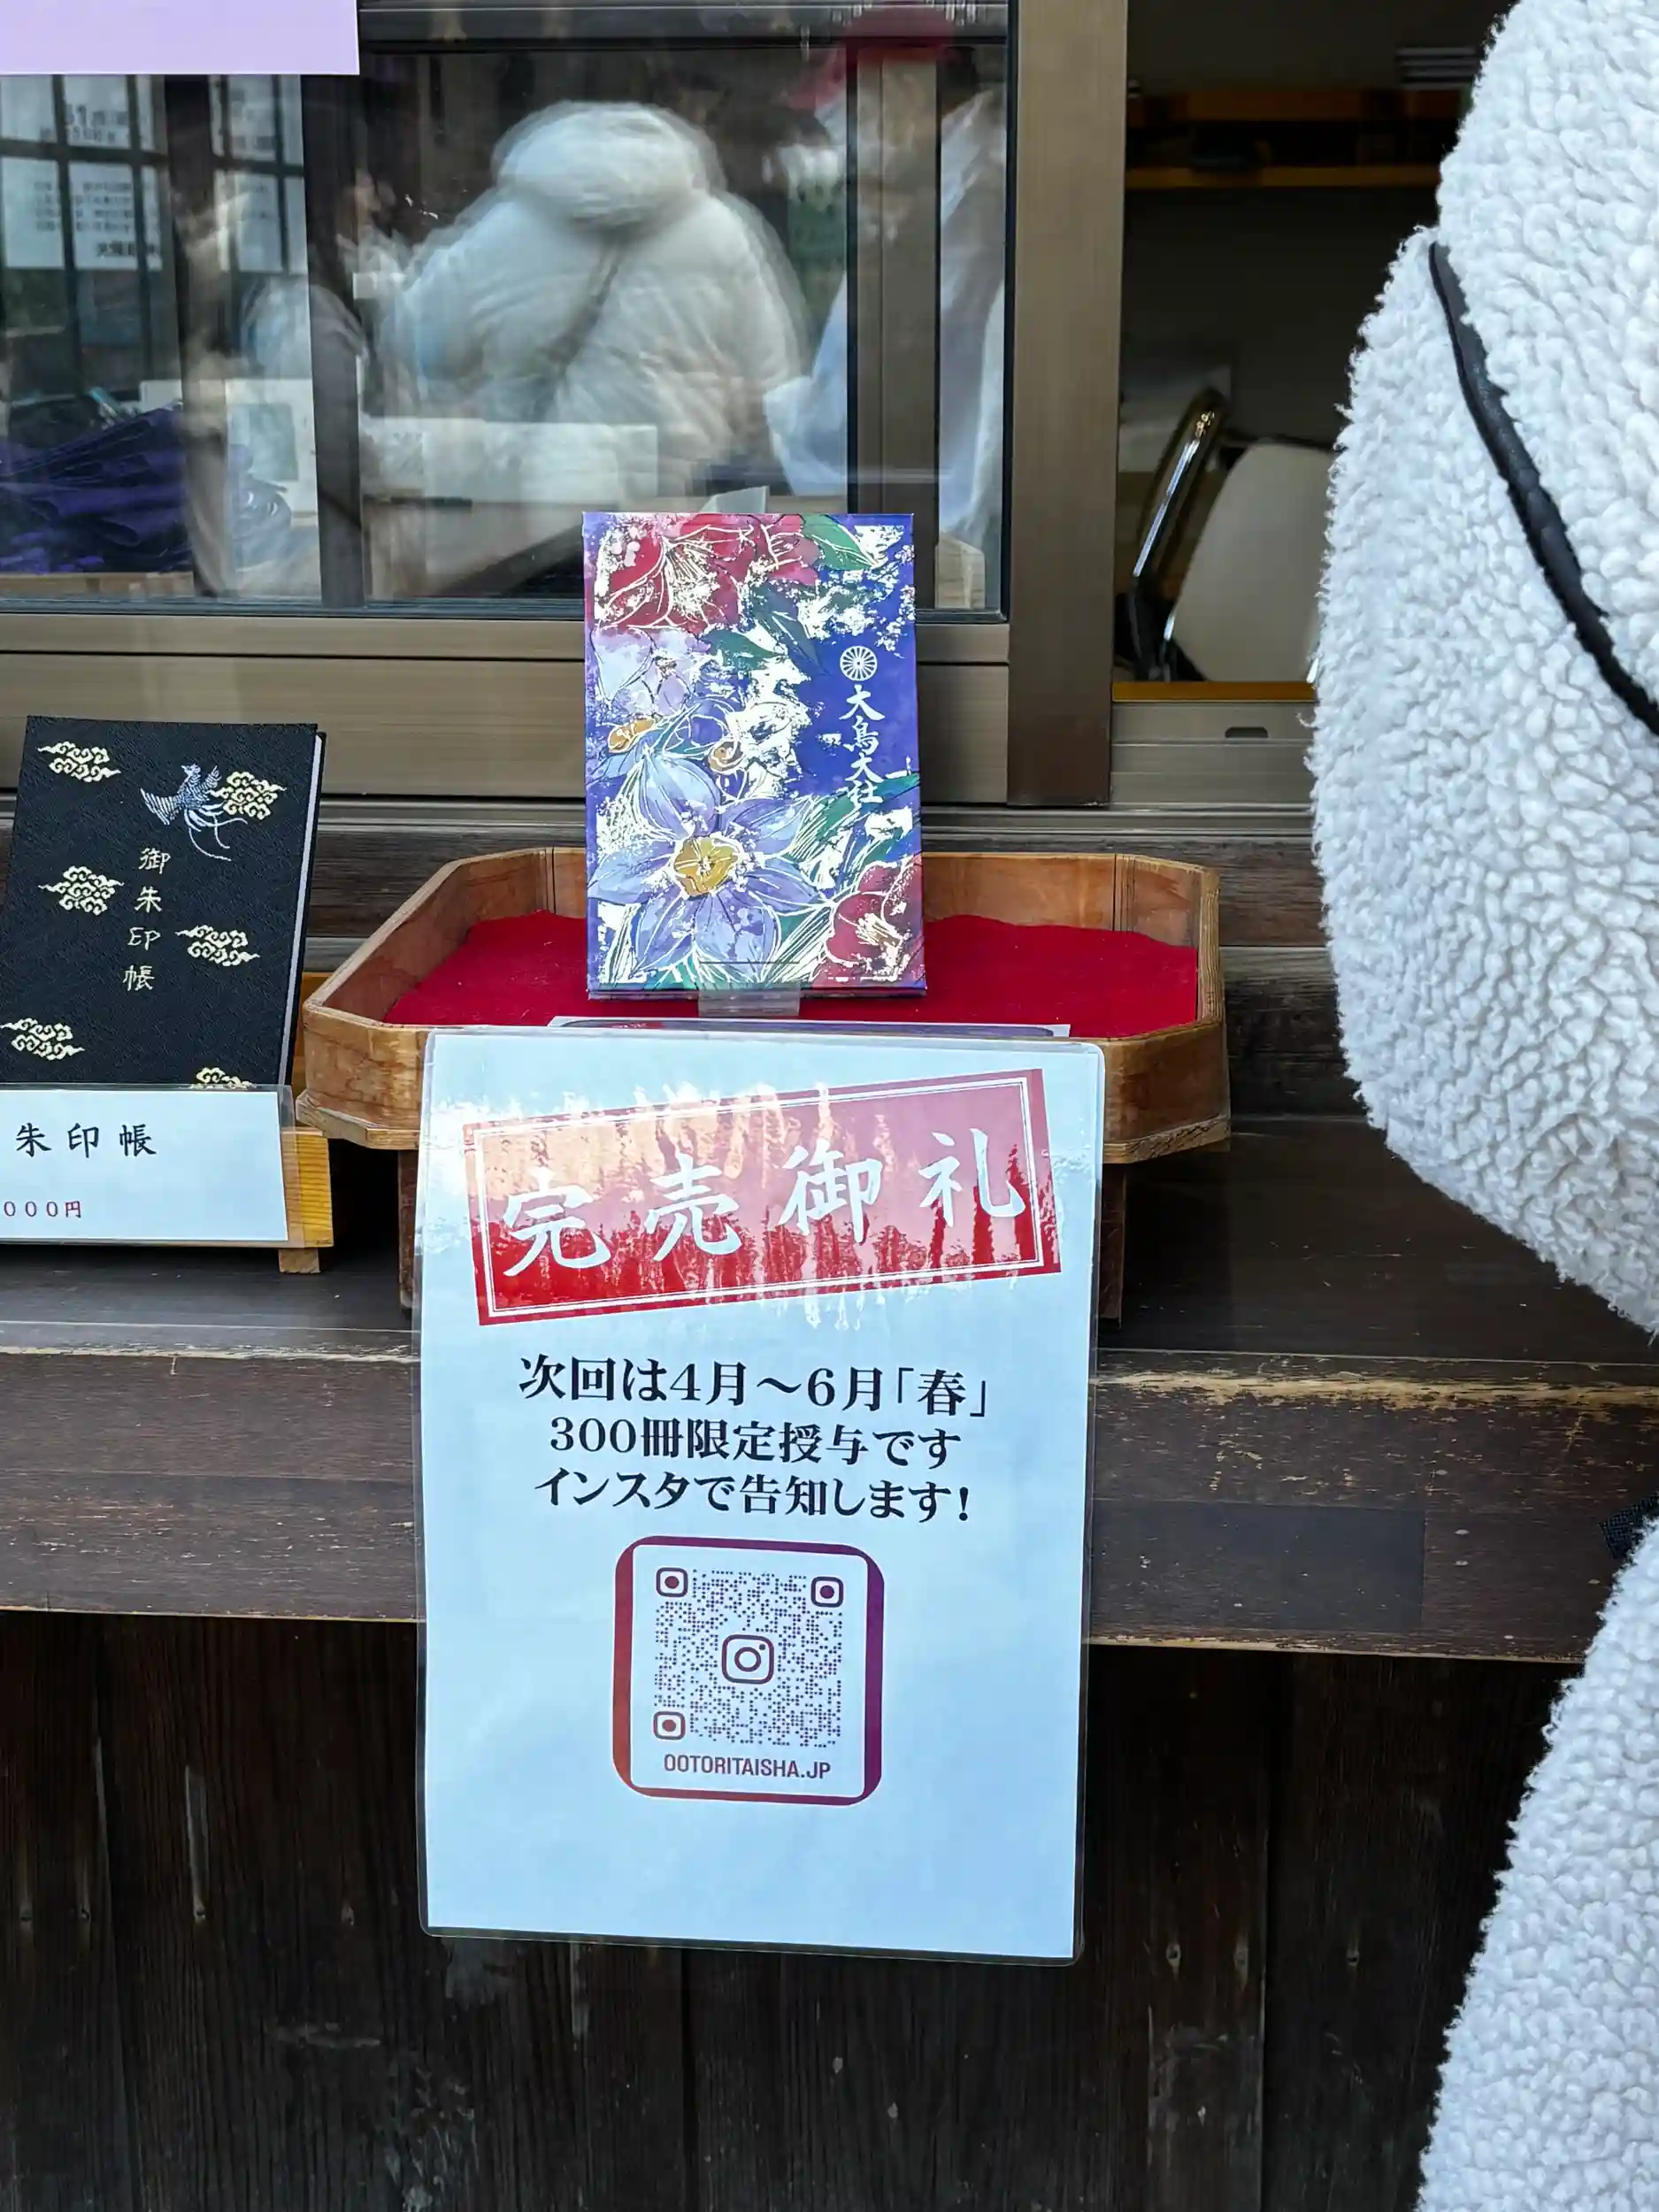 大鳥大社
御朱印帳
朱印帳
000円
完売御礼
次回は4月～6月「春」
300冊限定授与です
インスタで告知します!
OOTORITAISHA.JP